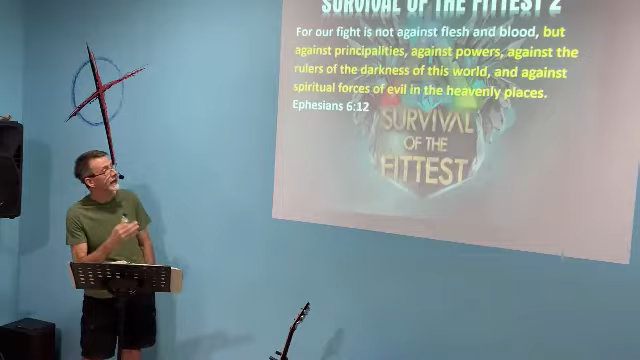 SURVIVAL OF THE FITTEST 2
For our fight is not against flesh and blood, but
against principalities, against powers, against the
rulers of the darkness of this world, and against
spiritual forces of evil in the heavenly places.
Ephesians 6:12
SURVIVAL
OF THE
FITTEST